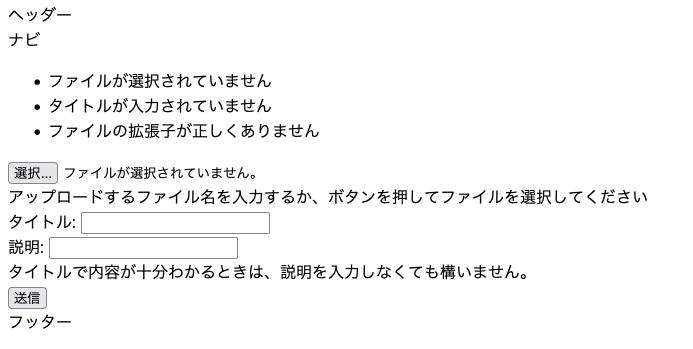 ヘッダー
ナビ
• ファイルが選択されていません
• タイトルが入力されていません
• ファイルの拡張子が正しくありません
選択... ファイルが選択されていません。
アップロードするファイル名を入力するか、ボタンを押してファイルを選択してください
タイトル:
説明:
タイトルで内容が十分わかるときは、説明を入力しなくても構いません。
送信
フッター